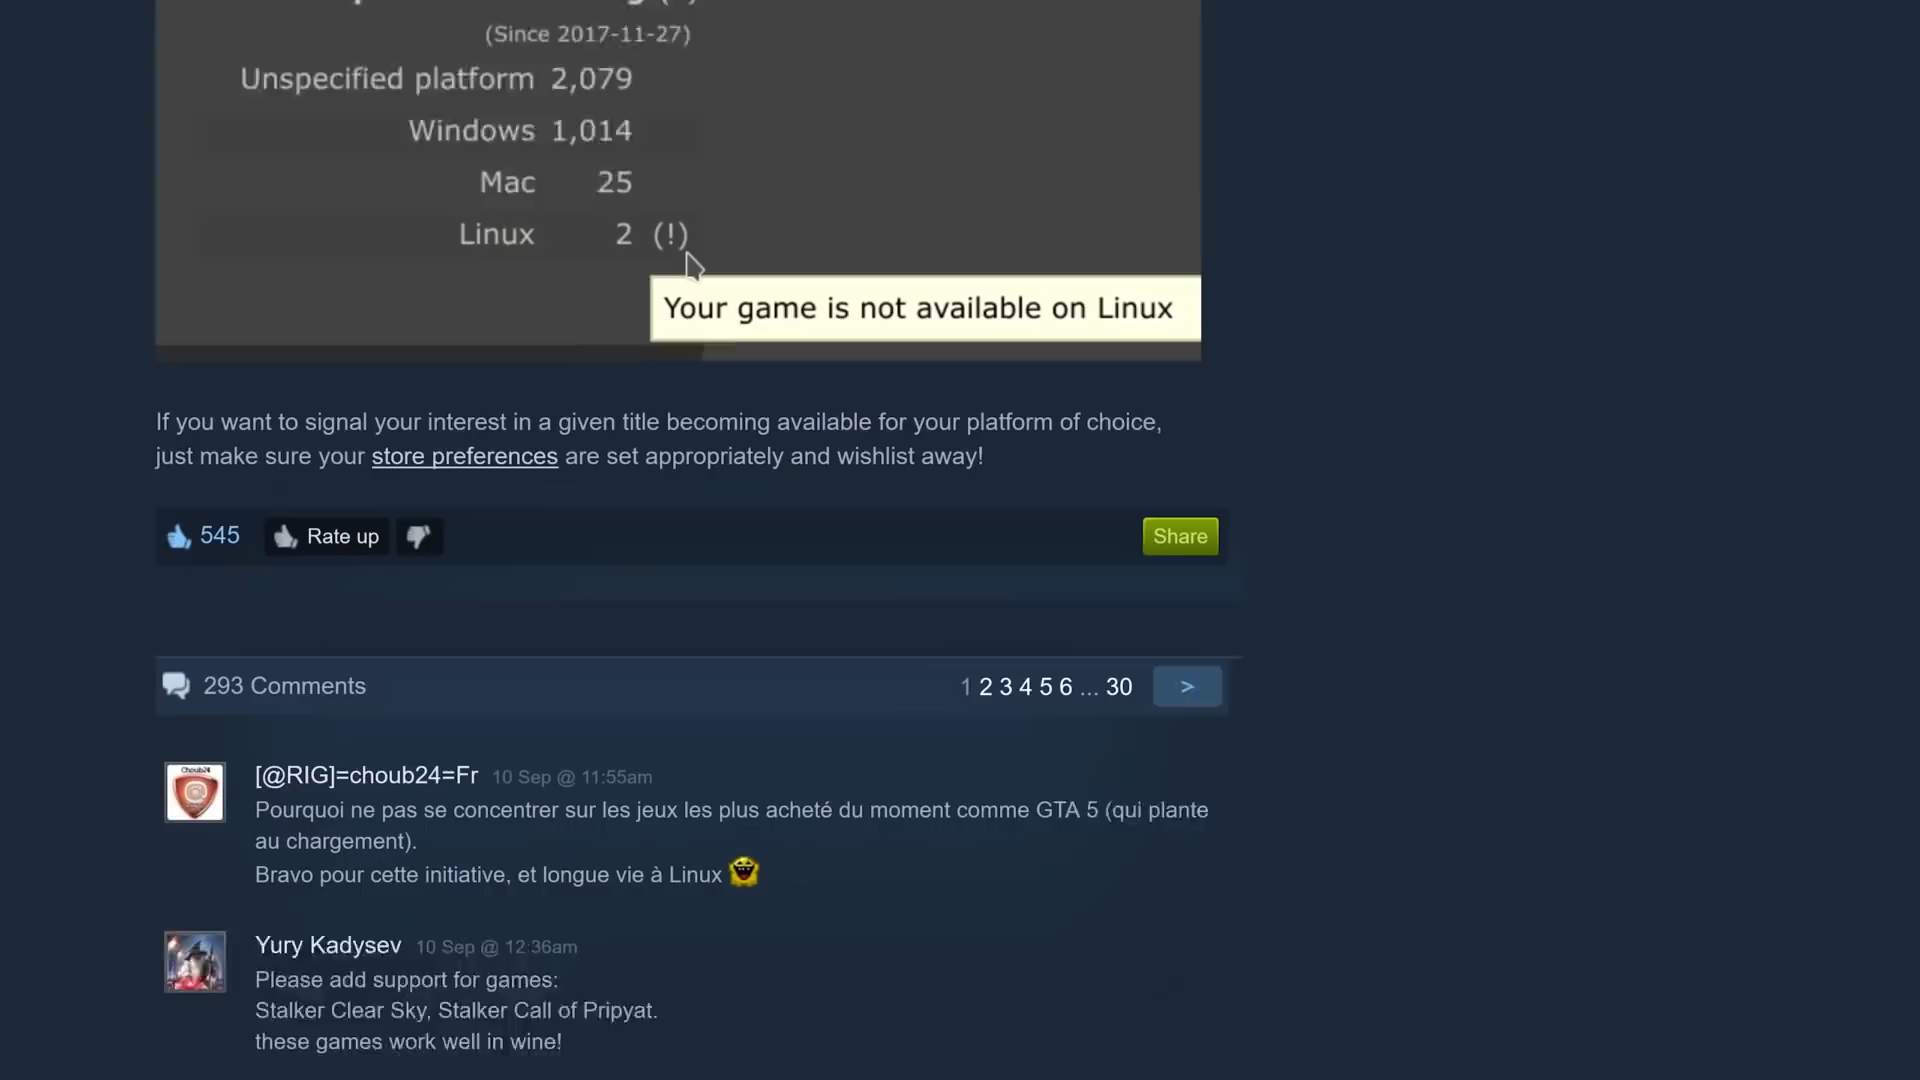 (Since 2017-11-27)
Unspecified platform 2,079
Windows 1,014
Mac 25
Linux 2 (!)
Your game is not available on Linux
If you want to signal your interest in a given title becoming available for your platform of choice,
just make sure your store preferences are set appropriately and wishlist away!
545 Rate up Share
293 Comments 1 2 3 4 5 6 ... 30 >
Choub24
[@RIG]=choub24=Fr 10 Sep @ 11:55am
Pourquoi ne pas se concentrer sur les jeux les plus acheté du moment comme GTA 5 (qui plante
au chargement).
Bravo pour cette initiative, et longue vie à Linux
Yury Kadysev 10 Sep @ 12:36am
Please add support for games:
Stalker Clear Sky, Stalker Call of Pripyat.
these games work well in wine!